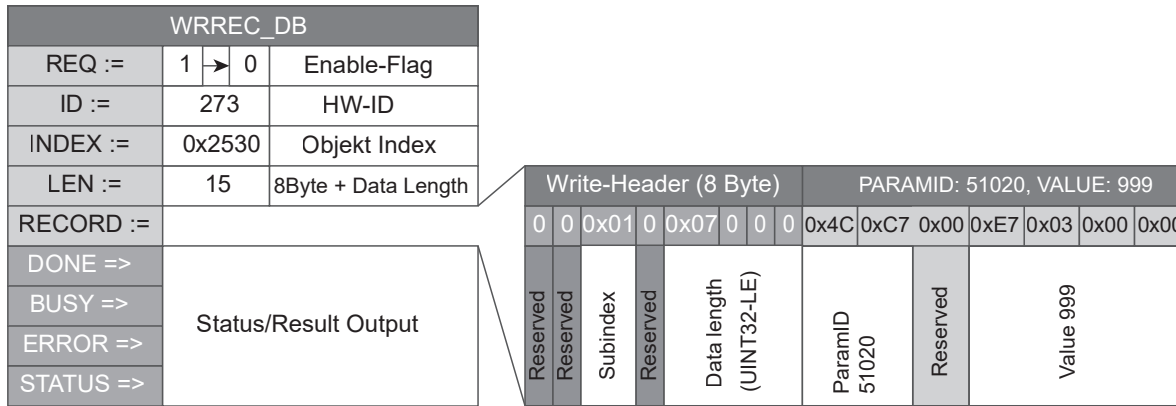 WRREC_DB
REQ := 1 → 0 Enable-Flag
ID := 273 HW-ID
INDEX := 0x2530 Objekt Index
LEN := 15 8Byte + Data Length
RECORD :=
DONE =>
BUSY =>
ERROR =>
STATUS =>
Status/Result Output
Write-Header (8 Byte) PARAMID: 51020, VALUE: 999
0 0 0x01 0 0x07 0 0 0 0x4C 0xC7 0x00 0xE7 0x03 0x00 0x00
Reserved
Reserved
Subindex
Reserved
Data length
(UINT32-LE)
ParamID
51020
Reserved
Value 999